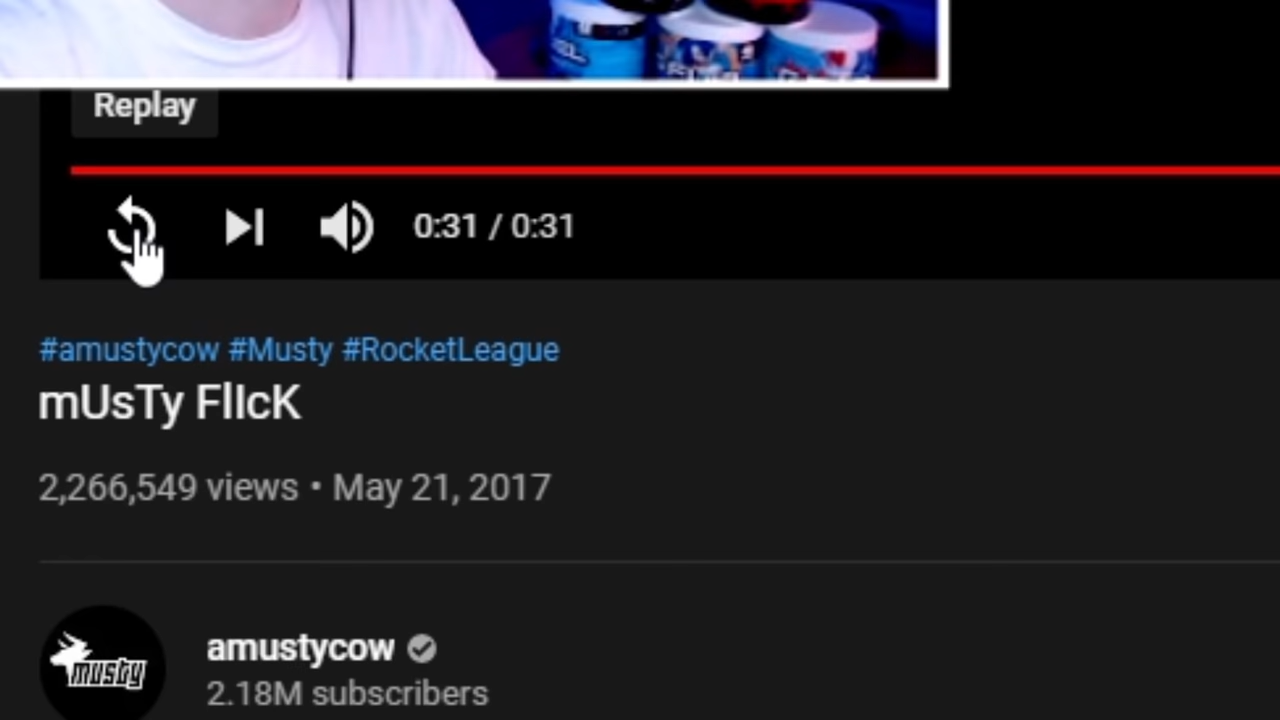 Replay
0:31 / 0:31
#amustycow #Musty #RocketLeague
mUsTy FlIcK
2,266,549 views • May 21, 2017
musty
amustycow
2.18M subscribers